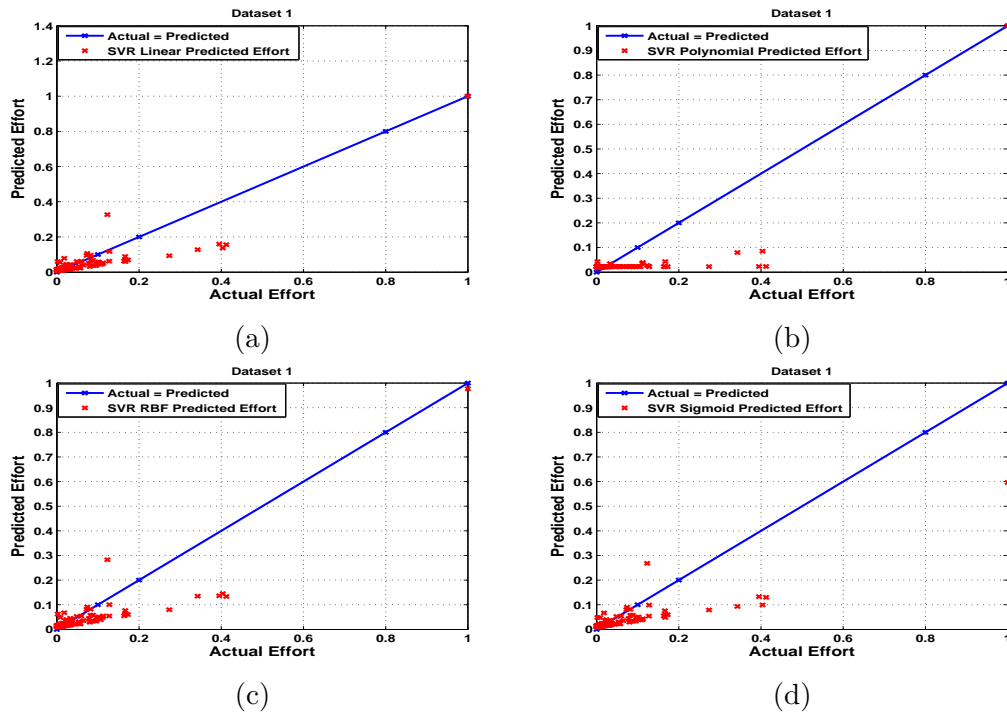 Dataset 1
Actual = Predicted
SVR Linear Predicted Effort
Predicted Effort
1.4
1.2
1
0.8
0.6
0.4
0.2
0
0 0.2 0.4 0.6 0.8 1
Actual Effort
(a)
Dataset 1
Actual = Predicted
SVR Polynomial Predicted Effort
Predicted Effort
1
0.9
0.8
0.7
0.6
0.5
0.4
0.3
0.2
0.1
0
0 0.2 0.4 0.6 0.8 1
Actual Effort
(b)
Dataset 1
Actual = Predicted
SVR RBF Predicted Effort
Predicted Effort
1
0.9
0.8
0.7
0.6
0.5
0.4
0.3
0.2
0.1
0
0 0.2 0.4 0.6 0.8 1
Actual Effort
(c)
Dataset 1
Actual = Predicted
SVR Sigmoid Predicted Effort
Predicted Effort
1
0.9
0.8
0.7
0.6
0.5
0.4
0.3
0.2
0.1
0
0 0.2 0.4 0.6 0.8 1
Actual Effort
(d)